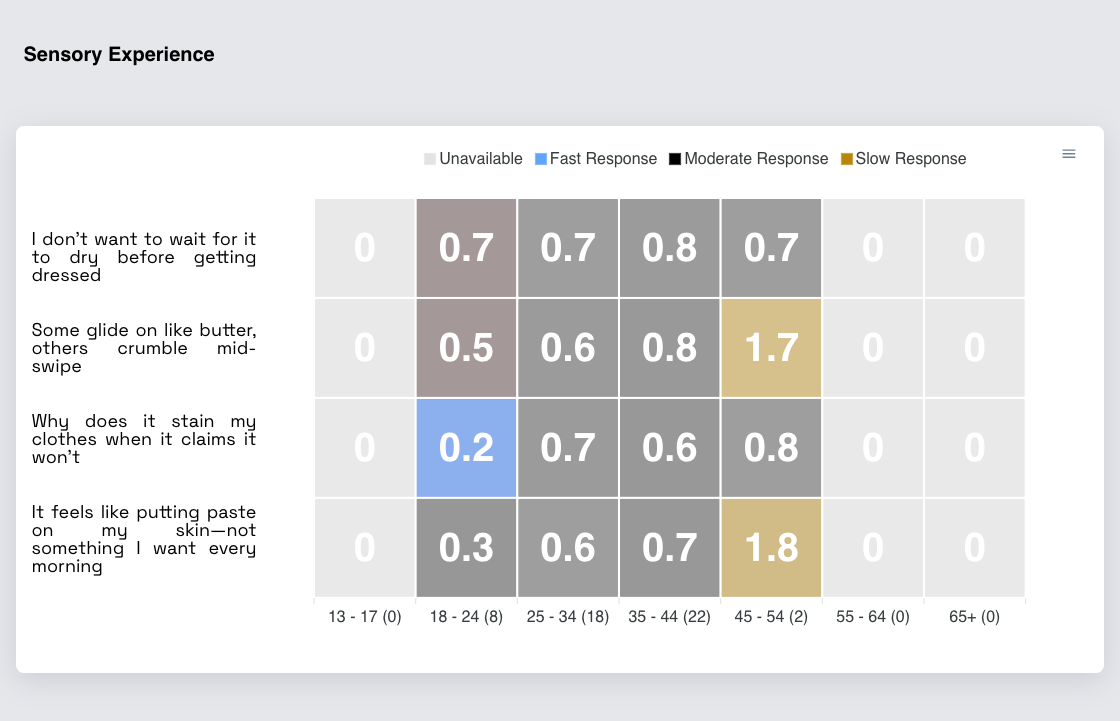 Sensory Experience
Unavailable Fast Response Moderate Response Slow Response
I don't want to wait for it
to dry before getting
dressed
0 0.7 0.7 0.8 0.7 0 0
Some glide on like butter,
others crumble mid-
swipe
0 0.5 0.6 0.8 1.7 0 0
Why does it stain my
clothes when it claims it
won't
0 0.2 0.7 0.6 0.8 0 0
It feels like putting paste
on my skin—not
something I want every
morning
0 0.3 0.6 0.7 1.8 0 0
13 - 17 (0) 18 - 24 (8) 25 - 34 (18) 35 - 44 (22) 45 - 54 (2) 55 - 64 (0) 65+ (0)